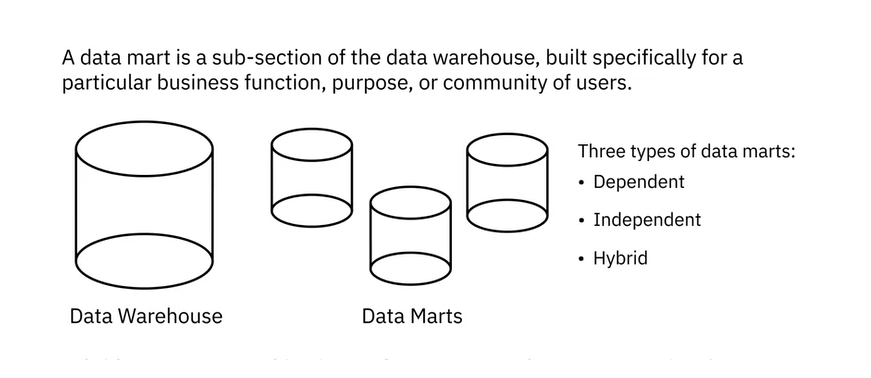 A data mart is a sub-section of the data warehouse, built specifically for a
particular business function, purpose, or community of users.
Three types of data marts:
• Dependent
• Independent
• Hybrid
Data Warehouse
Data Marts